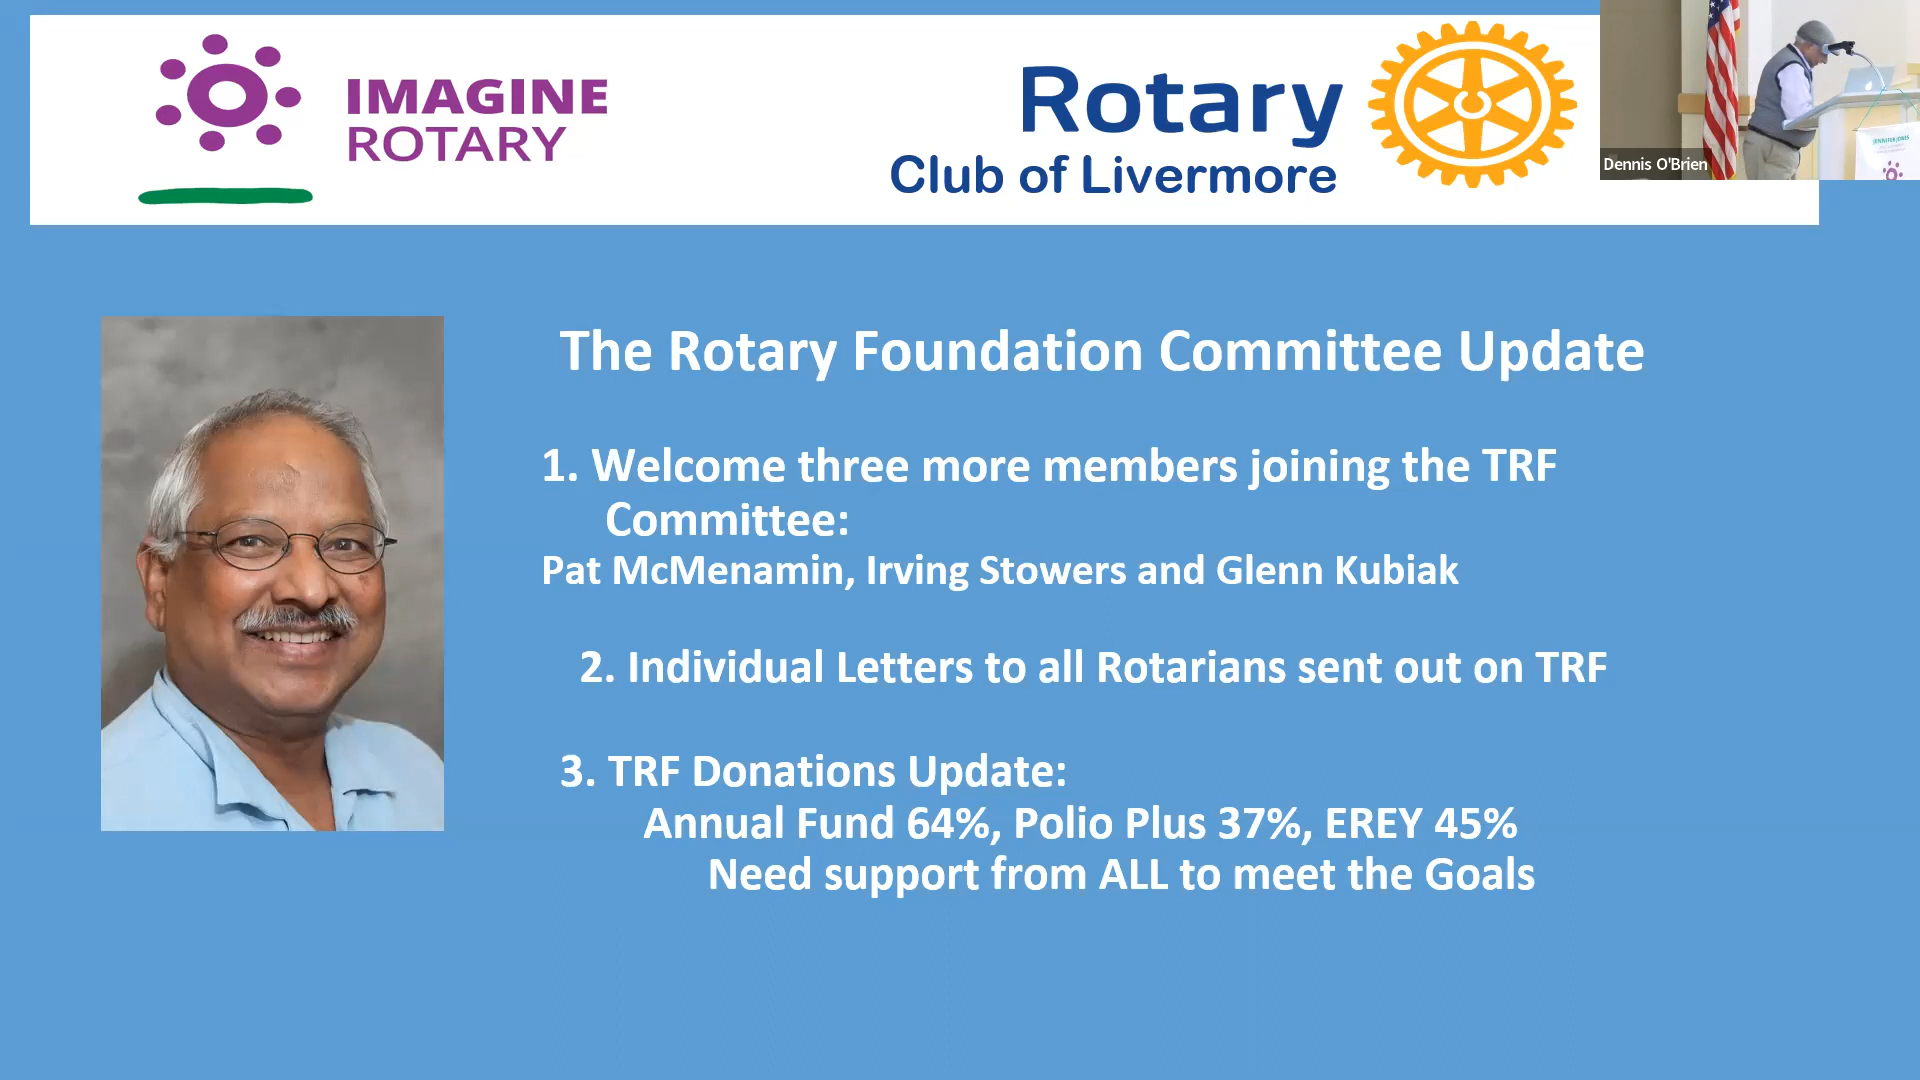 IMAGINE
ROTARY
Rotary
Club of Livermore
Dennis O'Brien
JENNIFER JONES
The Rotary Foundation Committee Update
1. Welcome three more members joining the TRF
Committee:
Pat McMenamin, Irving Stowers and Glenn Kubiak
2. Individual Letters to all Rotarians sent out on TRF
3. TRF Donations Update:
Annual Fund 64%, Polio Plus 37%, EREY 45%
Need support from ALL to meet the Goals